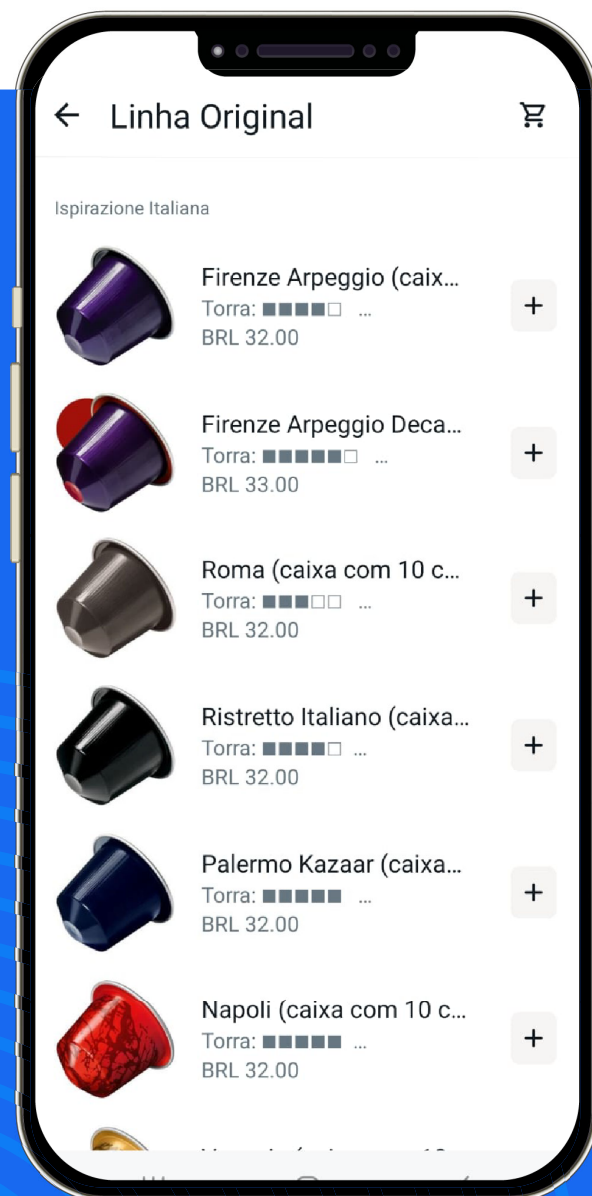 Linha Original
Ispirazione Italiana
Firenze Arpeggio (caix...
Torra: ■■■■□ ...
BRL 32.00
+
Firenze Arpeggio Deca...
Torra: ■■■■■□ ...
BRL 33.00
+
Roma (caixa com 10 c...
Torra: ■■■□□ ...
BRL 32.00
+
Ristretto Italiano (caixa...
Torra: ■■■■□ ...
BRL 32.00
+
Palermo Kazaar (caixa...
Torra: ■■■■■ ...
BRL 32.00
+
Napoli (caixa com 10 c...
Torra: ■■■■■ ...
BRL 32.00
+